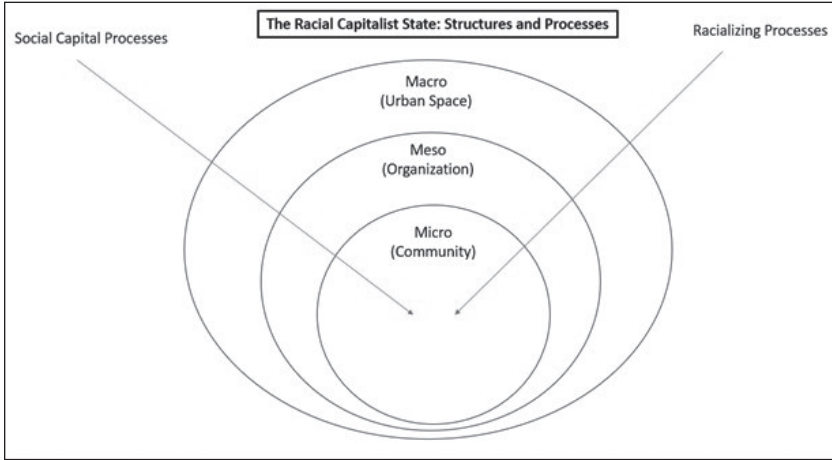 The Racial Capitalist State: Structures and Processes
Social Capital Processes
Racializing Processes
Macro
(Urban Space)
Meso
(Organization)
Micro
(Community)